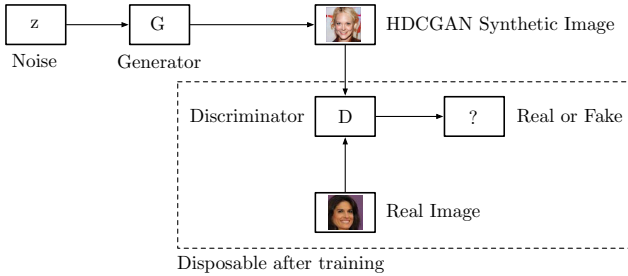 z
G
HDCGAN Synthetic Image
Noise
Generator
Discriminator
D
?
Real or Fake
Real Image
Disposable after training